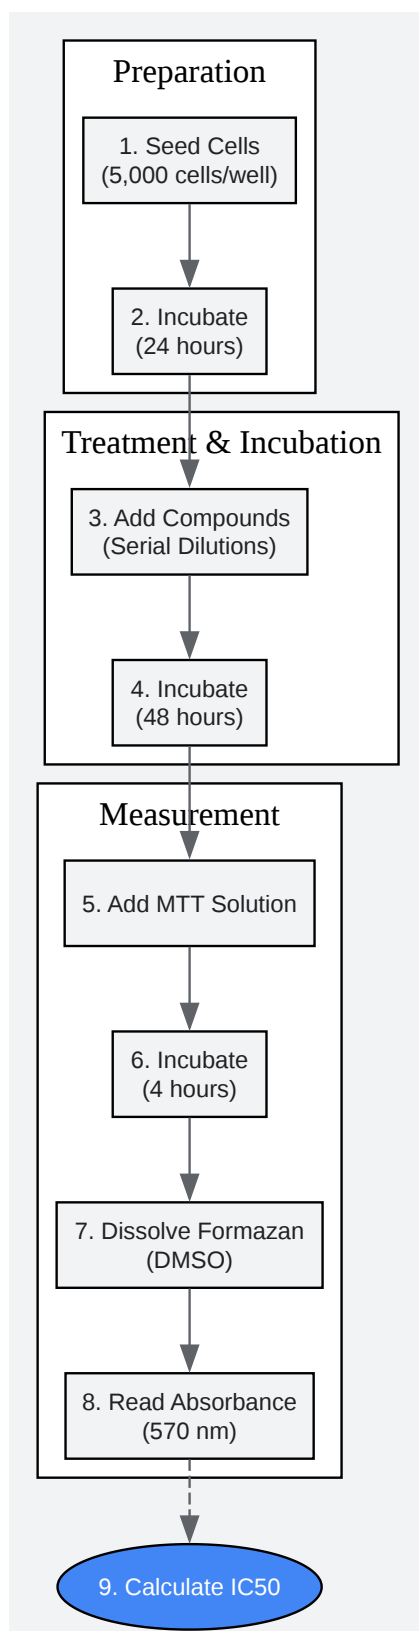 Preparation
1. Seed Cells
(5,000 cells/well)
2. Incubate
(24 hours)
Treatment & Incubation
3. Add Compounds
(Serial Dilutions)
4. Incubate
(48 hours)
Measurement
5. Add MTT Solution
6. Incubate
(4 hours)
7. Dissolve Formazan
(DMSO)
8. Read Absorbance
(570 nm)
9. Calculate IC50